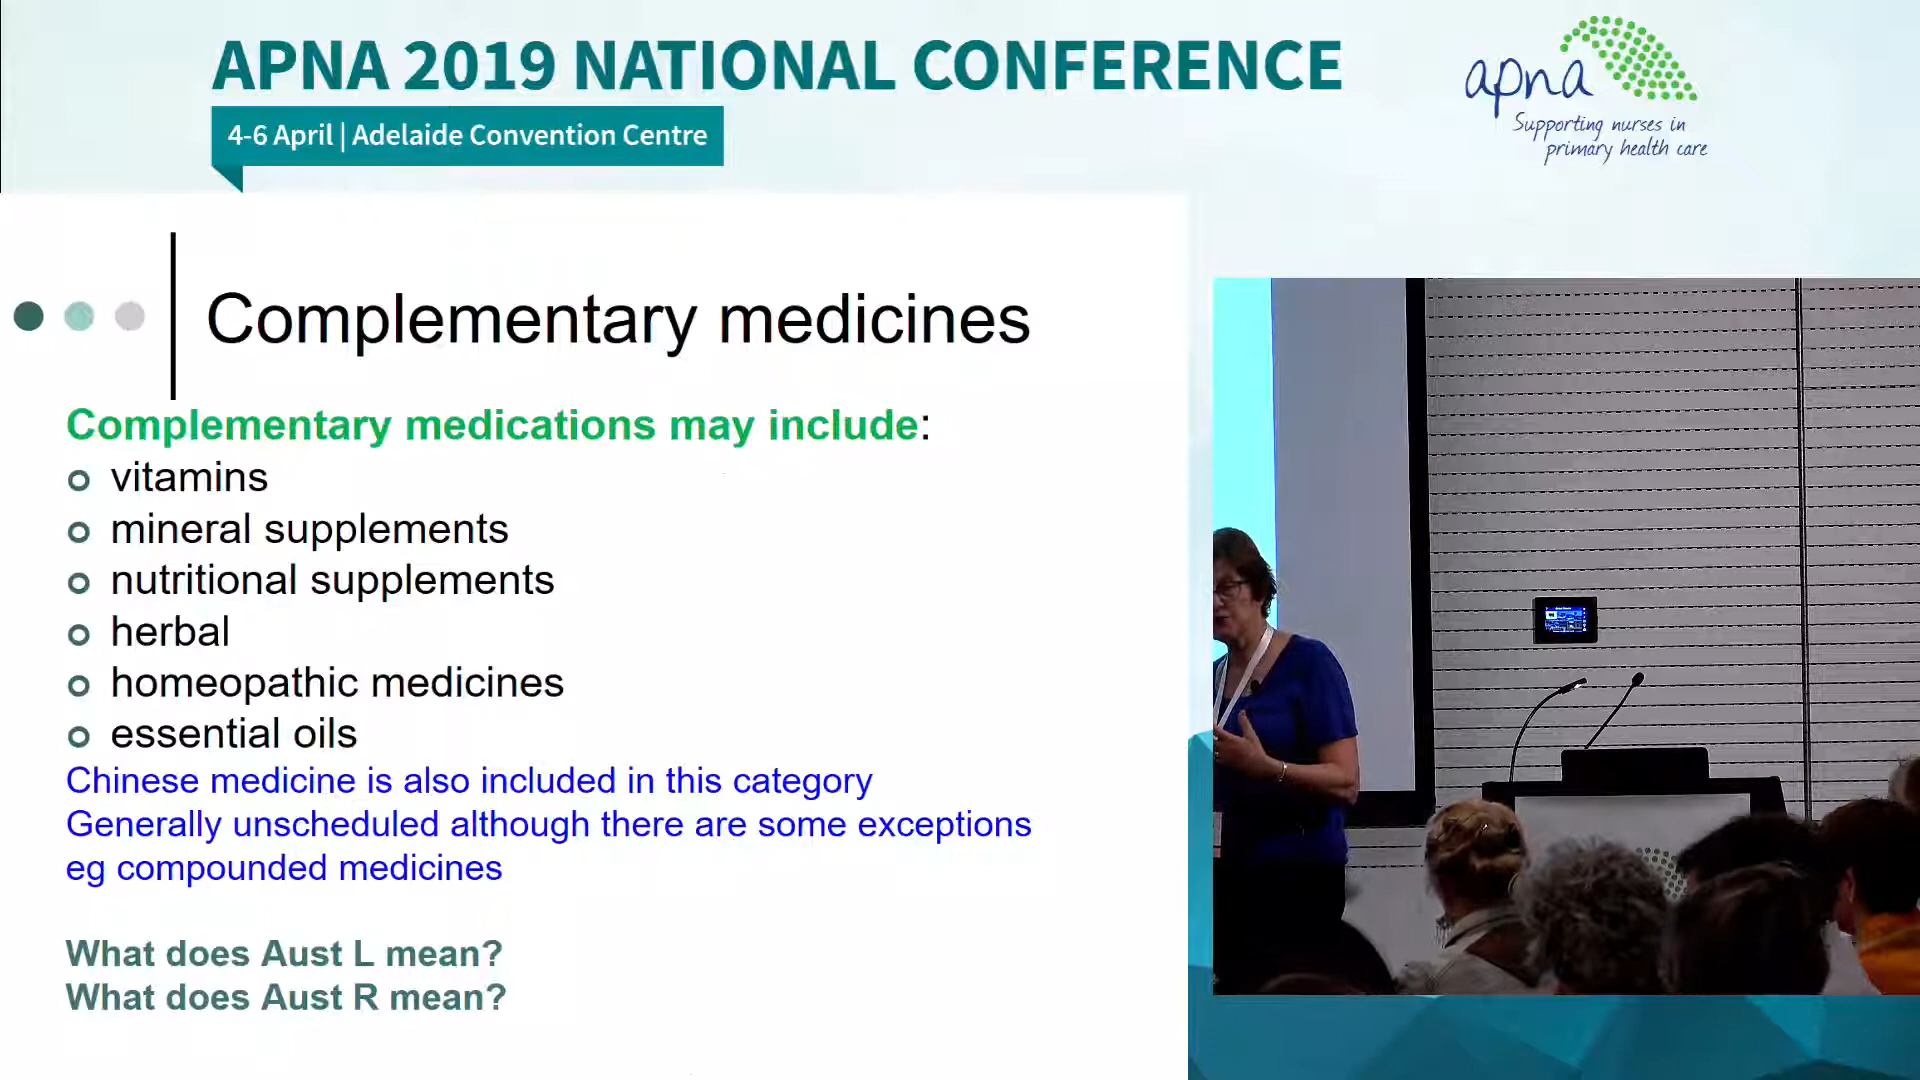 APNA 2019 NATIONAL CONFERENCE
4-6 April | Adelaide Convention Centre
apna
Supporting nurses in
primary health care
Complementary medicines
Complementary medications may include:
vitamins
mineral supplements
nutritional supplements
herbal
homeopathic medicines
essential oils
Chinese medicine is also included in this category
Generally unscheduled although there are some exceptions
eg compounded medicines
What does Aust L mean?
What does Aust R mean?